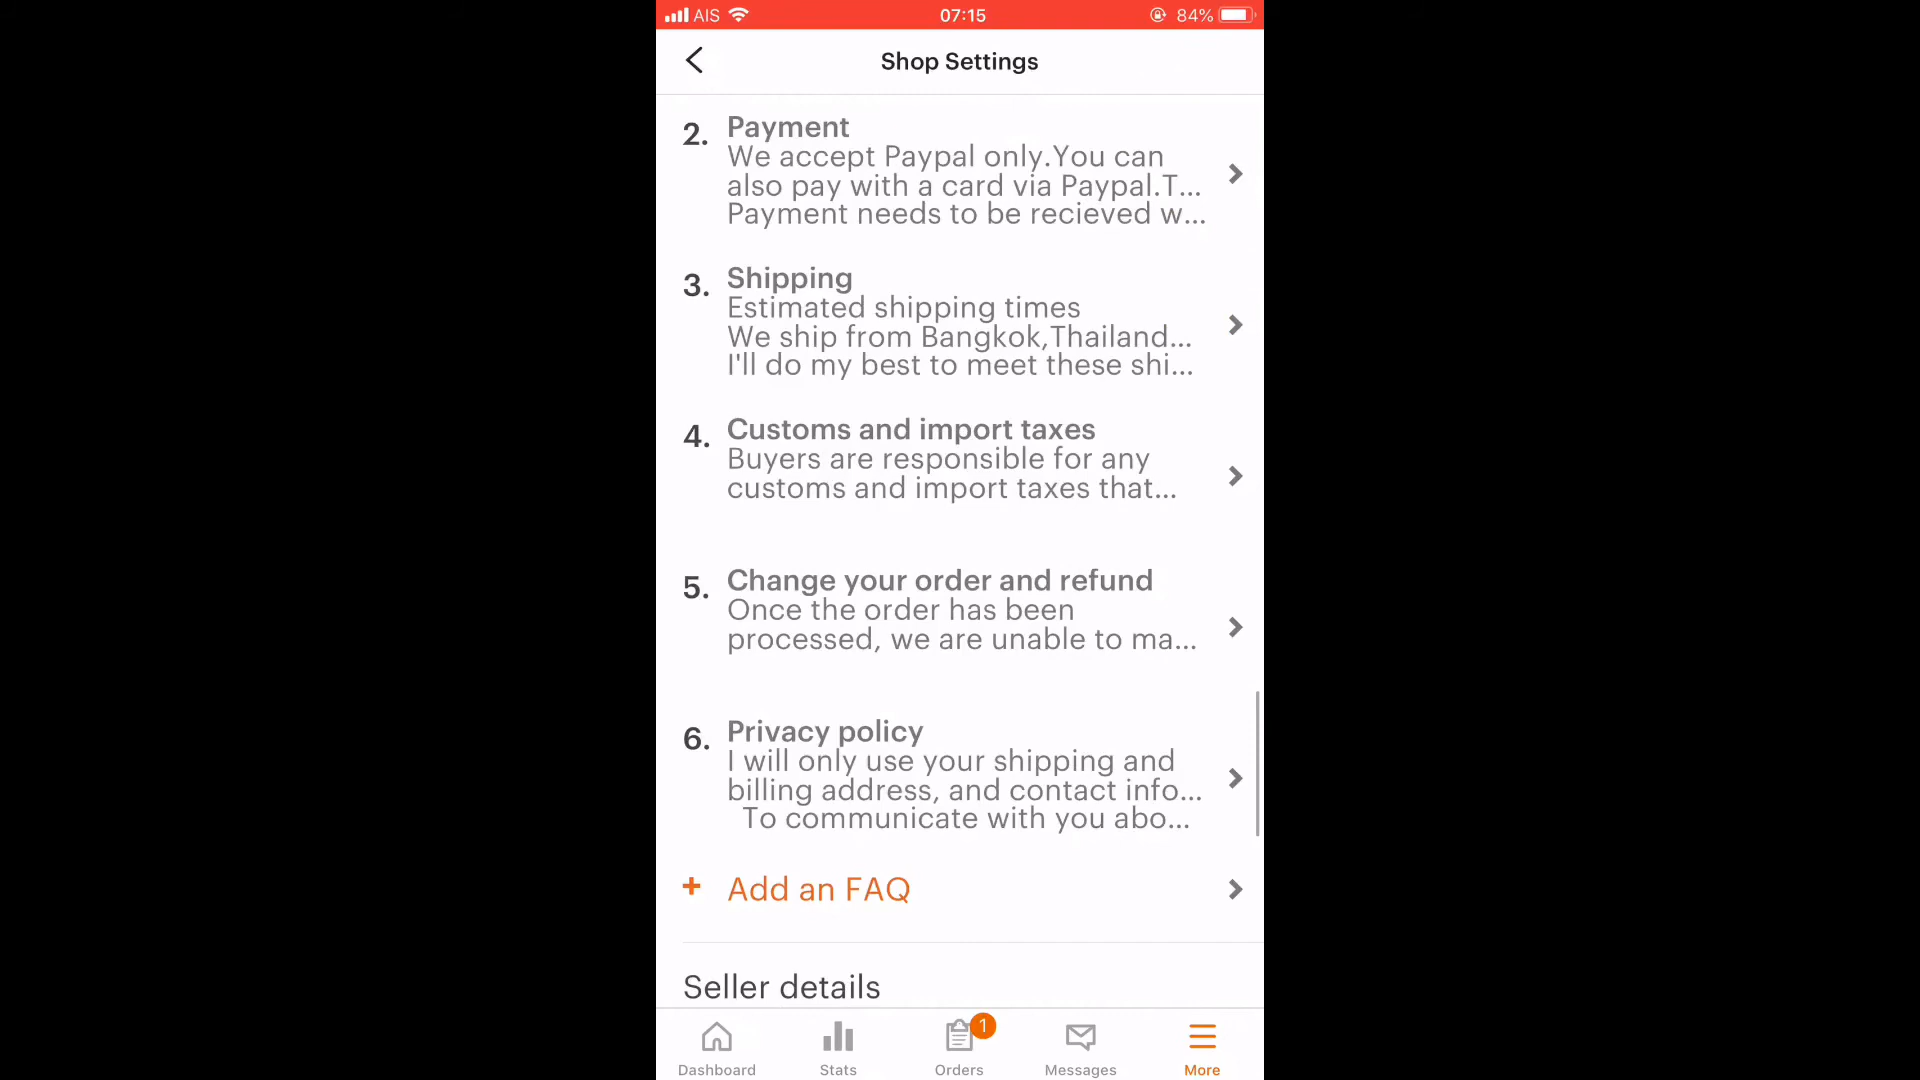 AIS 07:15 84%
Shop Settings
2. Payment
We accept Paypal only.You can
also pay with a card via Paypal.T...
Payment needs to be recieved w...
3. Shipping
Estimated shipping times
We ship from Bangkok,Thailand...
I'll do my best to meet these shi...
4. Customs and import taxes
Buyers are responsible for any
customs and import taxes that...
5. Change your order and refund
Once the order has been
processed, we are unable to ma...
6. Privacy policy
I will only use your shipping and
billing address, and contact info...
To communicate with you abo...
+ Add an FAQ
Seller details
1
Dashboard Stats Orders Messages More